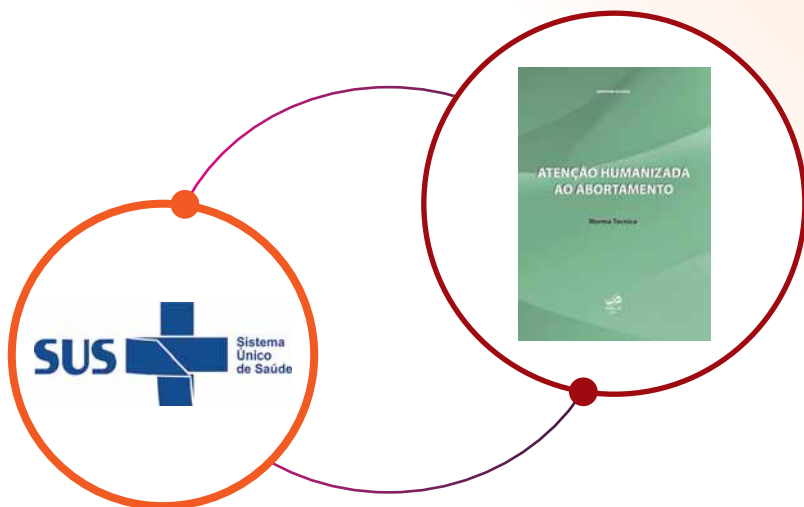 ATENÇÃO HUMANIZADA
AO ABORTAMENTO
Norma Técnica
SUS
Sistema
Único
de Saúde